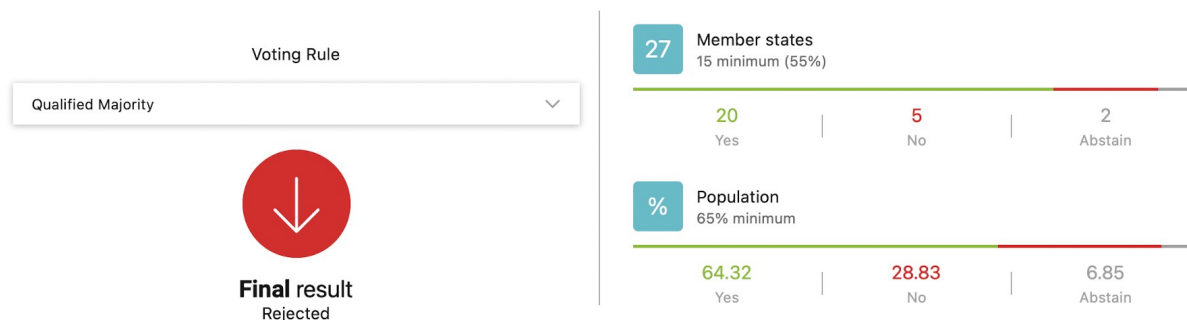 Voting Rule
Qualified Majority
Final result
Rejected
27
Member states
15 minimum (55%)
20
5
2
Yes
No
Abstain
%
Population
65% minimum
64.32
28.83
6.85
Yes
No
Abstain